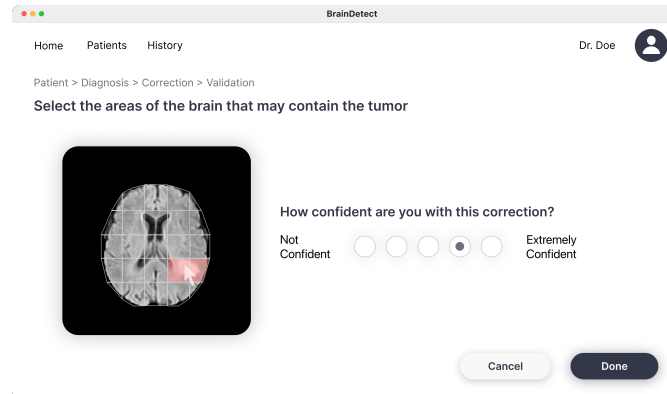 BrainDetect
Home Patients History Dr. Doe
Patient > Diagnosis > Correction > Validation
Select the areas of the brain that may contain the tumor
How confident are you with this correction?
Not Confident
Extremely Confident
Cancel Done